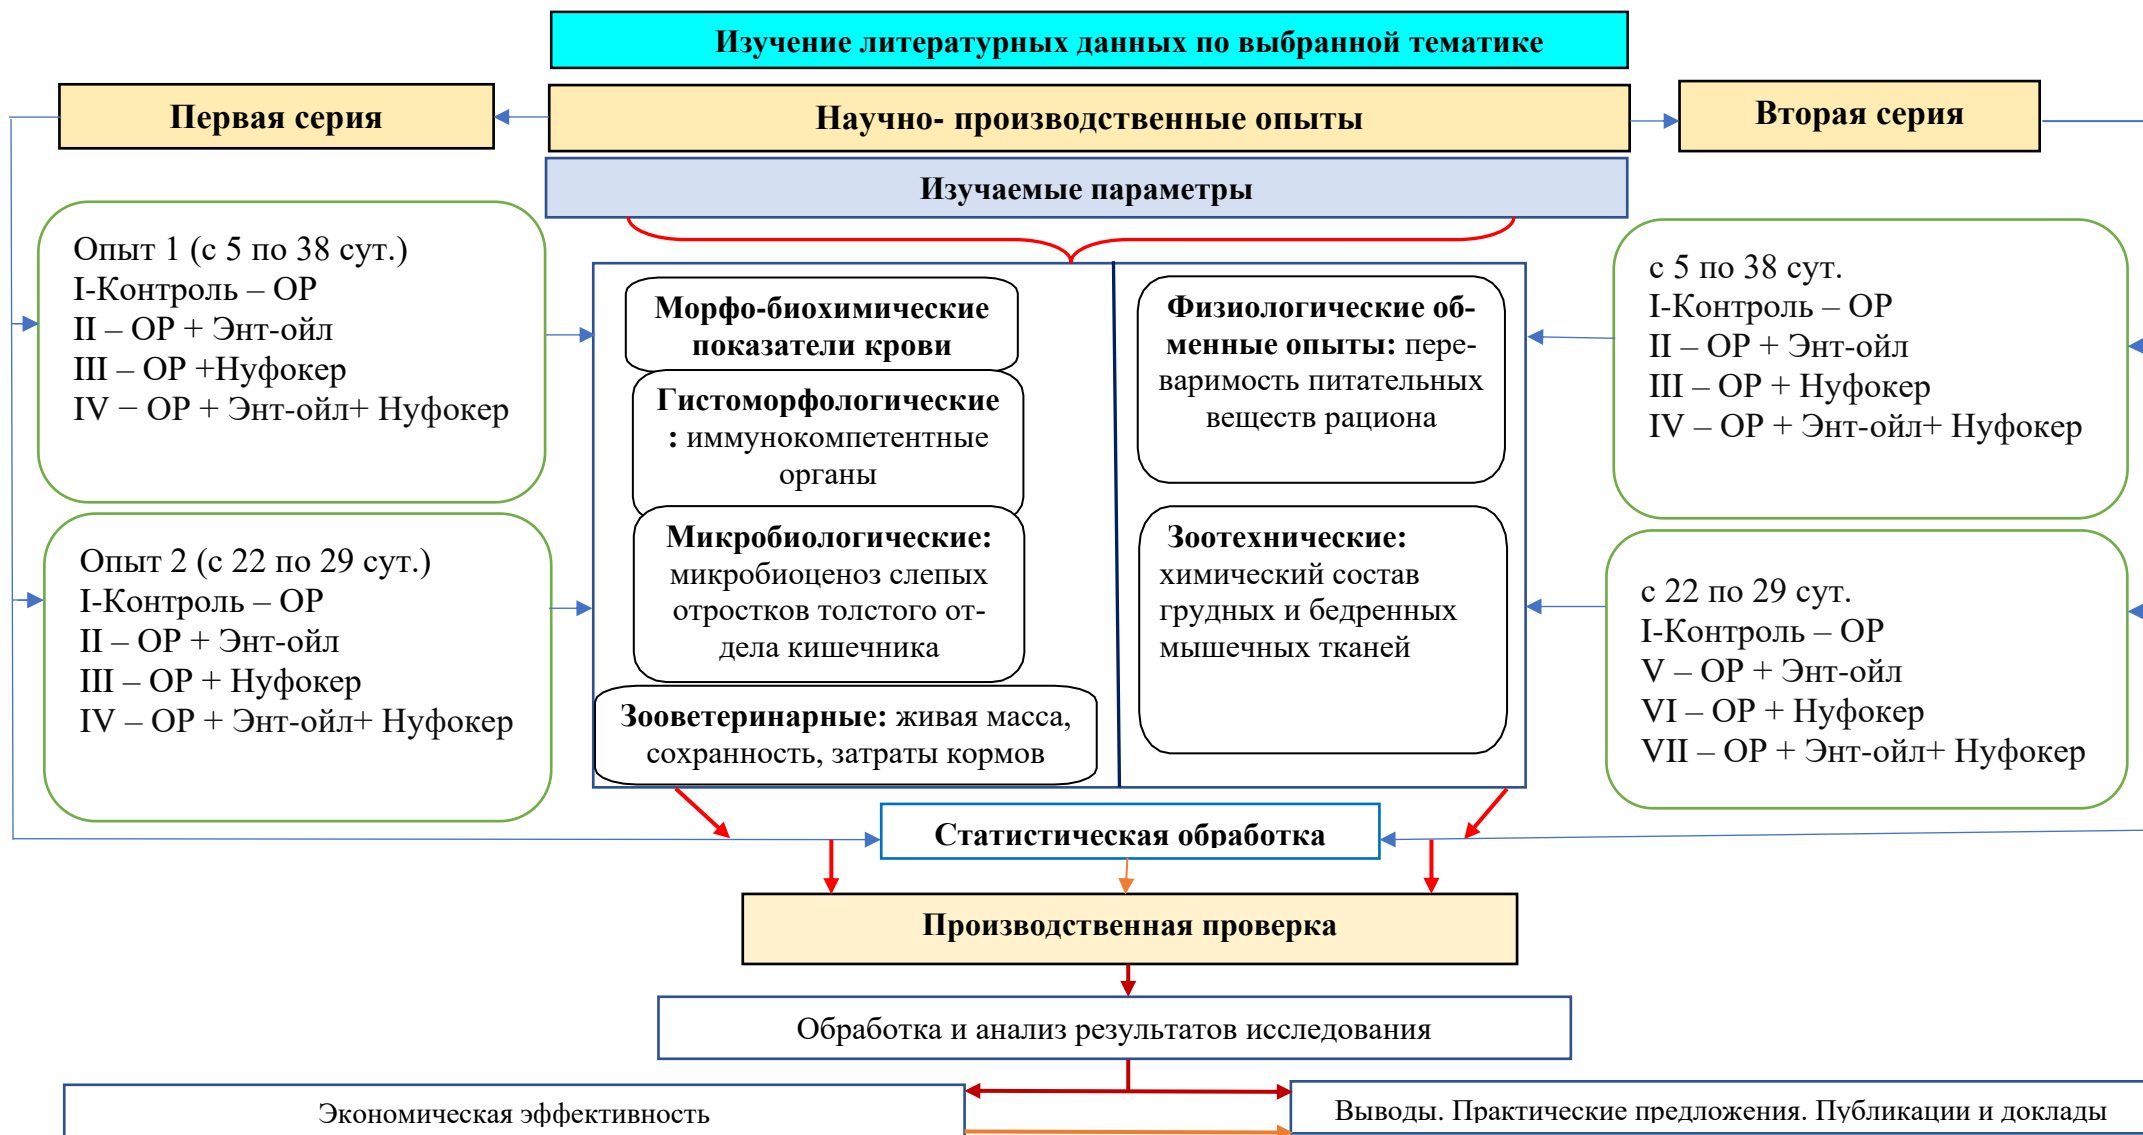 Изучение литературных данных по выбранной тематике
Первая серия
Научно- производственные опыты
Вторая серия
Изучаемые параметры
Опыт 1 (с 5 по 38 сут.)
I-Контроль – ОР
II – ОР + Энт-ойл
III – ОР +Нуфокер
IV – ОР + Энт-ойл+ Нуфокер
Опыт 2 (с 22 по 29 сут.)
I-Контроль – ОР
II – ОР + Энт-ойл
III – ОР + Нуфокер
IV – ОР + Энт-ойл+ Нуфокер
Морфо-биохимические
показатели крови
Гистоморфологические
: иммунокомпетентные
органы
Микробиологические:
микробиоценоз слепых
отростков толстого от-
дела кишечника
Зооветеринарные: живая масса,
сохранность, затраты кормов
Физиологические об-
менные опыты: пере-
варимость питательных
веществ рациона
Зоотехнические:
химический состав
грудных и бедренных
мышечных тканей
с 5 по 38 сут.
I-Контроль – ОР
II – ОР + Энт-ойл
III – ОР + Нуфокер
IV – ОР + Энт-ойл+ Нуфокер
с 22 по 29 сут.
I-Контроль – ОР
V – ОР + Энт-ойл
VI – ОР + Нуфокер
VII – ОР + Энт-ойл+ Нуфокер
Статистическая обработка
Производственная проверка
Обработка и анализ результатов исследования
Экономическая эффективность
Выводы. Практические предложения. Публикации и доклады